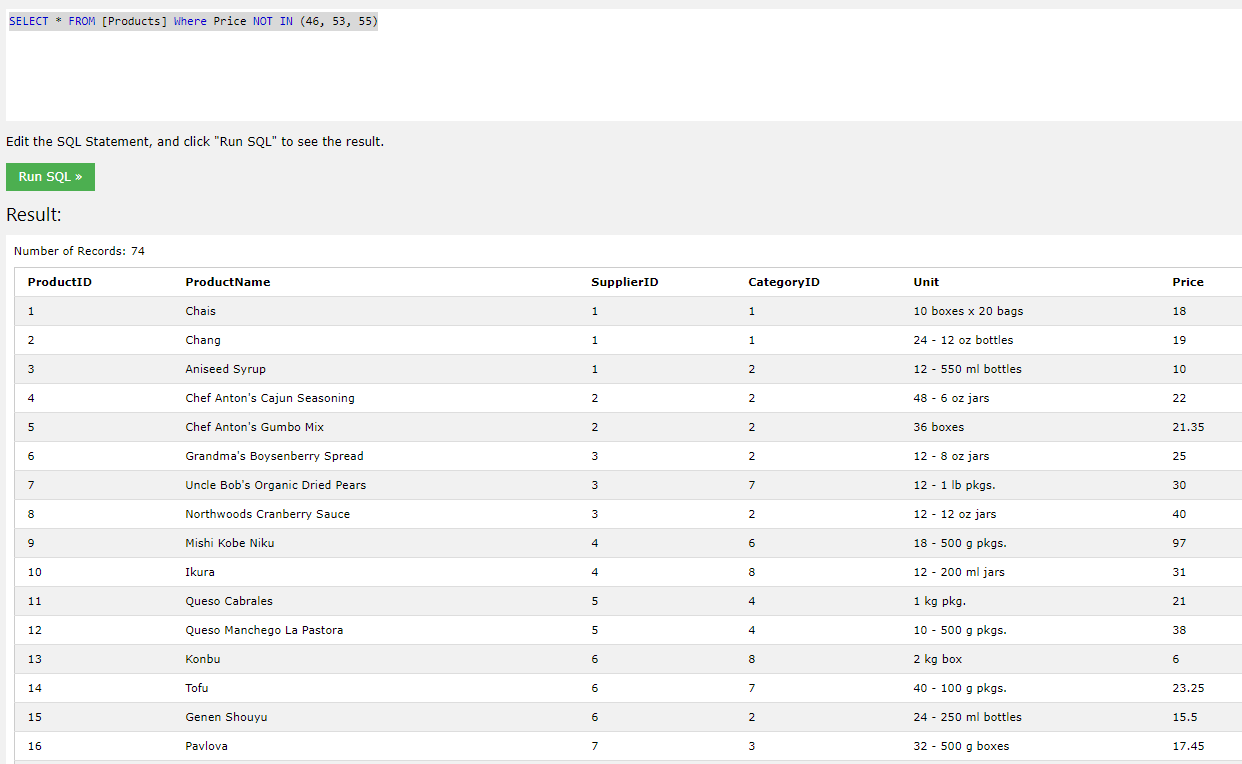 SELECT * FROM [Products] Where Price NOT IN (46, 53, 55)
Edit the SQL Statement, and click "Run SQL" to see the result.
Run SQL »
Result:
Number of Records: 74
ProductID ProductName SupplierID CategoryID Unit Price
1 Chais 1 1 10 boxes x 20 bags 18
2 Chang 1 1 24 - 12 oz bottles 19
3 Aniseed Syrup 1 2 12 - 550 ml bottles 10
4 Chef Anton's Cajun Seasoning 2 2 48 - 6 oz jars 22
5 Chef Anton's Gumbo Mix 2 2 36 boxes 21.35
6 Grandma's Boysenberry Spread 3 2 12 - 8 oz jars 25
7 Uncle Bob's Organic Dried Pears 3 7 12 - 1 lb pkgs. 30
8 Northwoods Cranberry Sauce 3 2 12 - 12 oz jars 40
9 Mishi Kobe Niku 4 6 18 - 500 g pkgs. 97
10 Ikura 4 8 12 - 200 ml jars 31
11 Queso Cabrales 5 4 1 kg pkg. 21
12 Queso Manchego La Pastora 5 4 10 - 500 g pkgs. 38
13 Konbu 6 8 2 kg box 6
14 Tofu 6 7 40 - 100 g pkgs. 23.25
15 Genen Shouyu 6 2 24 - 250 ml bottles 15.5
16 Pavlova 7 3 32 - 500 g boxes 17.45